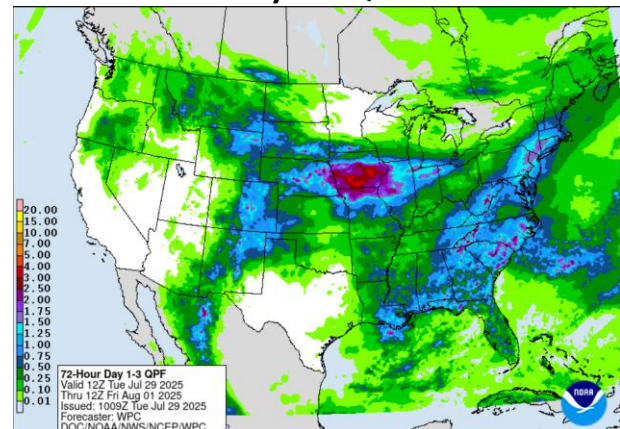 20.00
15.00
10.00
7.00
5.00
4.00
3.00
2.50
2.00
1.75
1.50
1.25
1.00
0.75
0.50
0.25
0.10
0.01
72-Hour Day 1-3 QPF
Valid 12Z Tue Jul 29 2025
Thru 12Z Fri Aug 01 2025
Issued: 1009Z Tue Jul 29 2025
Forecaster: WPC
DOC/NOAA/NWS/NCEP/WPC
NOAA